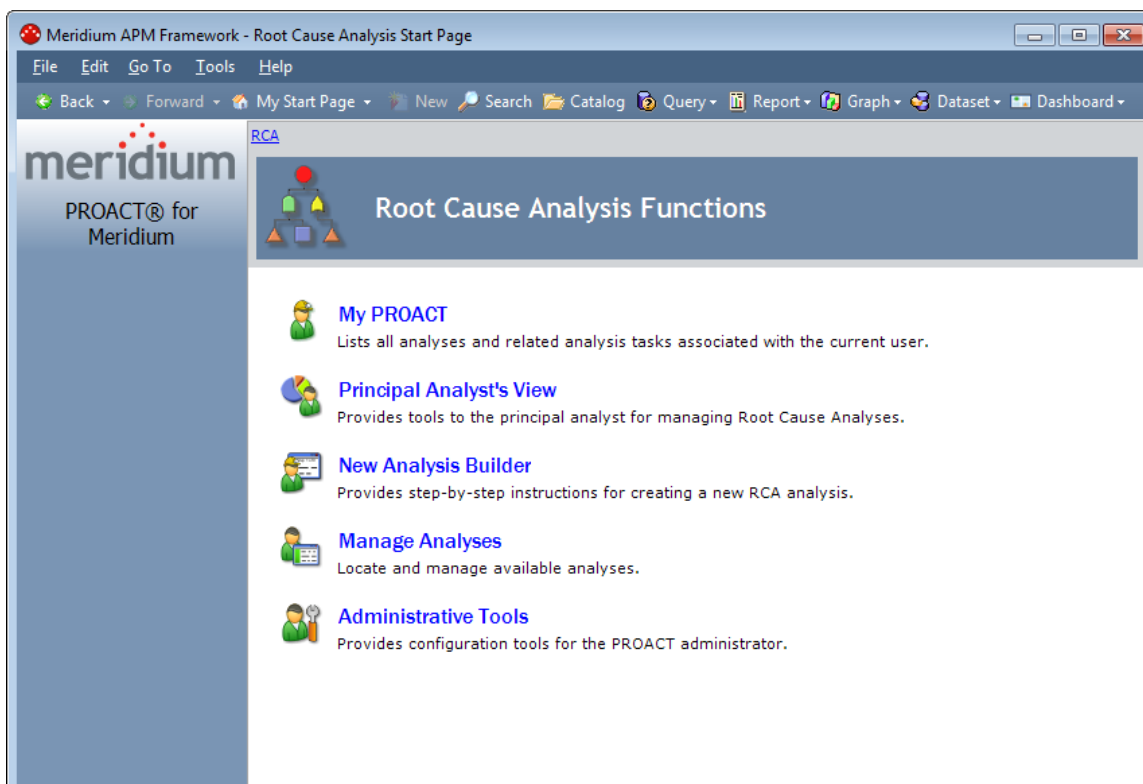 Meridium APM Framework - Root Cause Analysis Start Page
File Edit Go To Tools Help
Back Forward My Start Page New Search Catalog Query Report Graph Dataset Dashboard
meridium
PROACT® for
Meridium
RCA
Root Cause Analysis Functions
My PROACT
Lists all analyses and related analysis tasks associated with the current user.
Principal Analyst's View
Provides tools to the principal analyst for managing Root Cause Analyses.
New Analysis Builder
Provides step-by-step instructions for creating a new RCA analysis.
Manage Analyses
Locate and manage available analyses.
Administrative Tools
Provides configuration tools for the PROACT administrator.